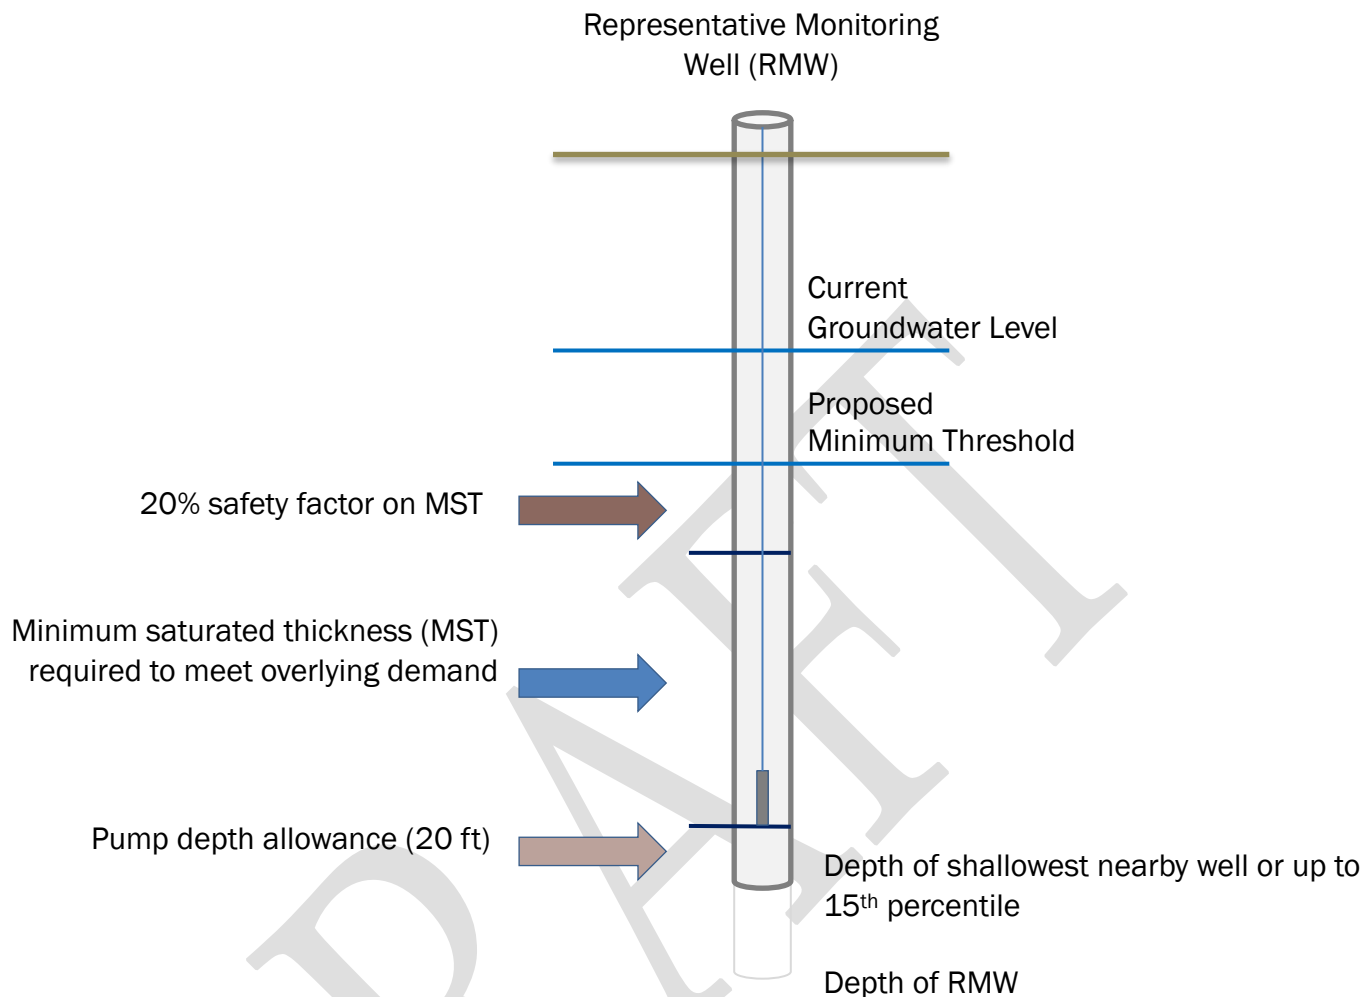 Representative Monitoring
Well (RMW)
Current
Groundwater Level
Proposed
Minimum Threshold
20% safety factor on MST
Minimum saturated thickness (MST)
required to meet overlying demand
Pump depth allowance (20 ft)
Depth of shallowest nearby well or up to
15th percentile
Depth of RMW
DRAFT